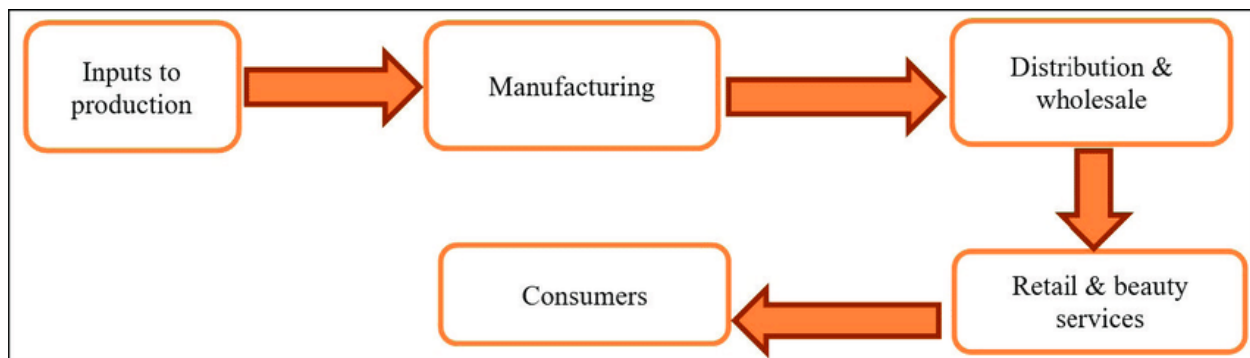 Inputs to
production
Manufacturing
Distribution &
wholesale
Retail & beauty
services
Consumers